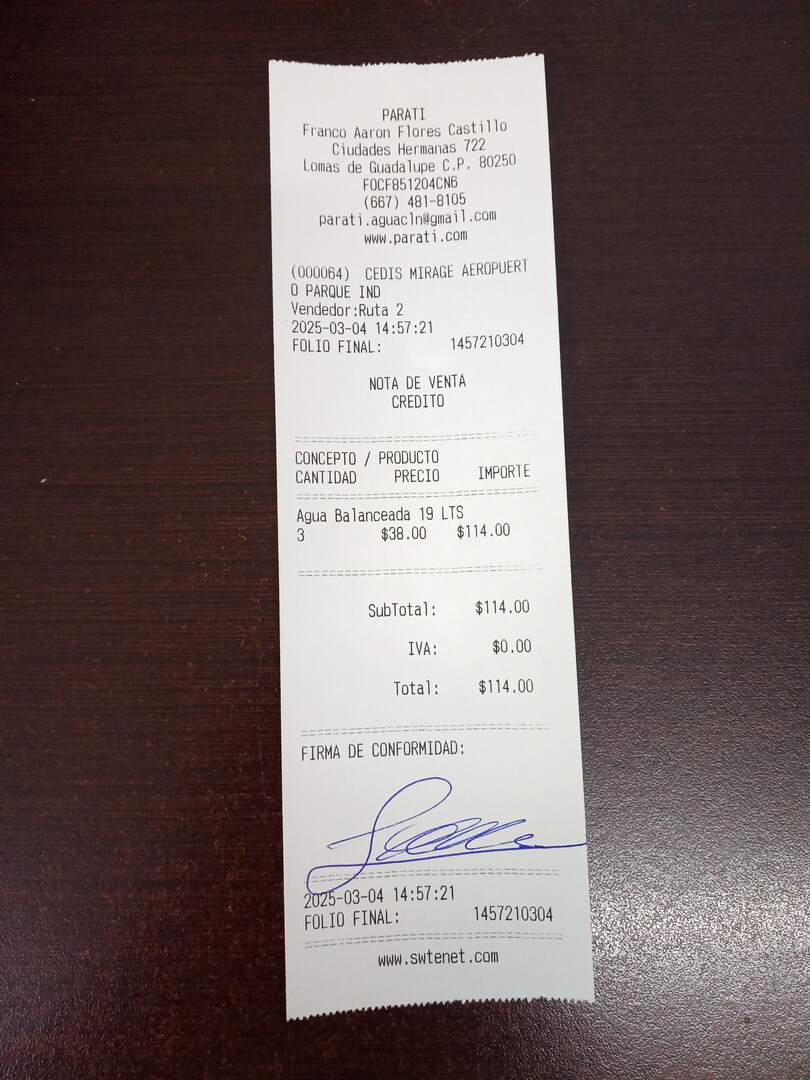 PARATI
Franco Aaron Flores Castillo
Ciudades Hermanas 722
Lomas de Guadalupe C.P. 80250
FOCF851204CN6
(667) 481-8105
parati.aguacln@gmail.com
www.parati.com
(000064) CEDIS MIRAGE AEROPUERT
O PARQUE IND
Vendedor:Ruta 2
2025-03-04 14:57:21
FOLIO FINAL: 1457210304
NOTA DE VENTA
CREDITO
CONCEPTO / PRODUCTO
CANTIDAD PRECIO IMPORTE
Agua Balanceada 19 LTS
3 $38.00 $114.00
SubTotal: $114.00
IVA: $0.00
Total: $114.00
FIRMA DE CONFORMIDAD:
2025-03-04 14:57:21
FOLIO FINAL: 1457210304
www.swtenet.com